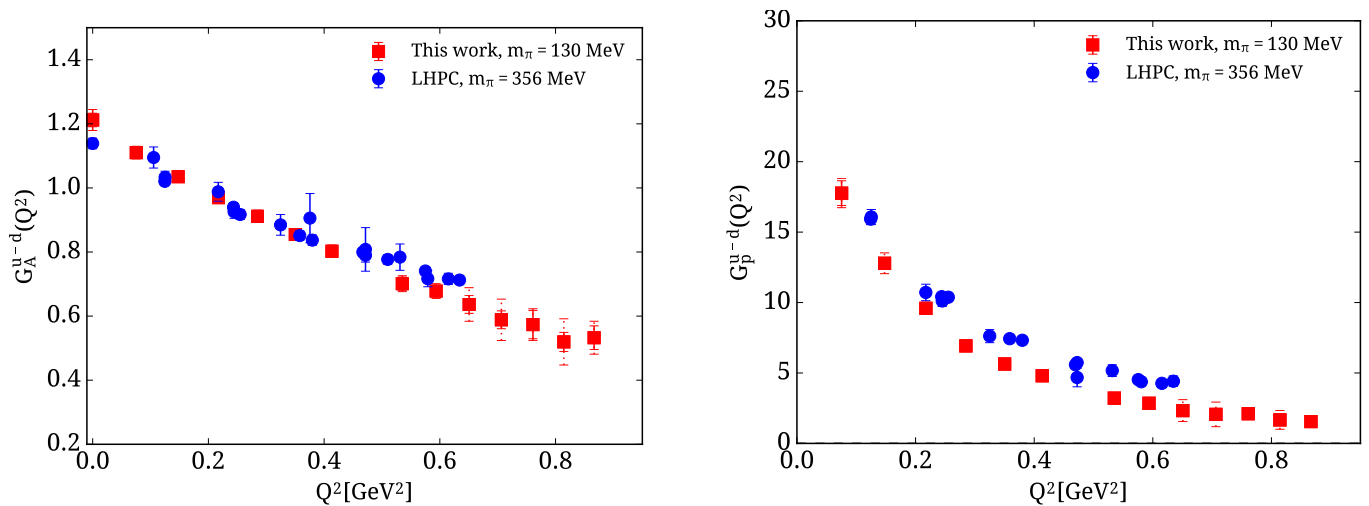 This work, mπ = 130 MeV
LHPC, mπ = 356 MeV
1.4
1.2
1.0
0.8
0.6
0.4
0.2
G_A^{u−d}(Q²)
0.0 0.2 0.4 0.6 0.8
Q²[GeV²]
This work, mπ = 130 MeV
LHPC, mπ = 356 MeV
30
25
20
15
10
5
0
G_p^{u−d}(Q²)
0.0 0.2 0.4 0.6 0.8
Q²[GeV²]